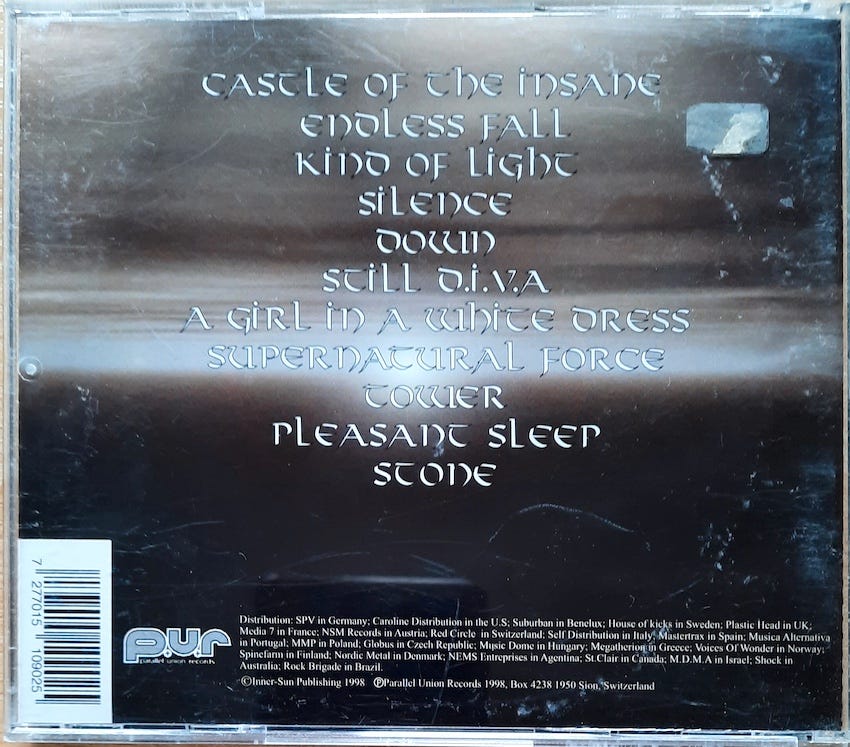 CASTLE OF THE INSANE
ENDLESS FALL
KIND OF LIGHT
SILENCE
DOWN
STILL D.I.V.A
A GIRL IN A WHITE DRESS
SUPERNATURAL FORCE
TOWER
PLEASANT SLEEP
STONE
7 277015 109025
p.ur
parallel union records
Distribution: SPV in Germany; Caroline Distribution in the U.S; Suburban in Benelux; House of kicks in Sweden; Plastic Head in UK;
Media 7 in France; NSM Records in Austria; Red Circle in Switzerland; Self Distribution in Italy; Mastertrax in Spain; Musica Alternativa
in Portugal; MMP in Poland; Globus in Czech Republic; Music Dome in Hungary; Megatherion in Greece; Voices Of Wonder in Norway;
Spinefarm in Finland; Nordic Metal in Denmark; NEMS Entreprises in Agentina; St.Clair in Canada; M.D.M.A in Israel; Shock in
Australia; Rock Brigade in Brazil.
©Inner-Sun Publishing 1998 ℗Parallel Union Records 1998, Box 4238 1950 Sion, Switzerland